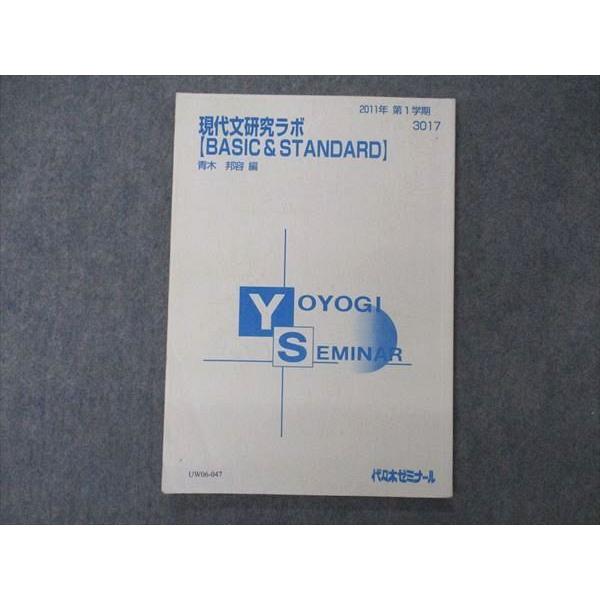 2011年 第1学期
3017
現代文研究ラボ
【BASIC & STANDARD】
青木 邦容 編
YOYOGI
SEMINAR
UW06-047
代々木ゼミナール